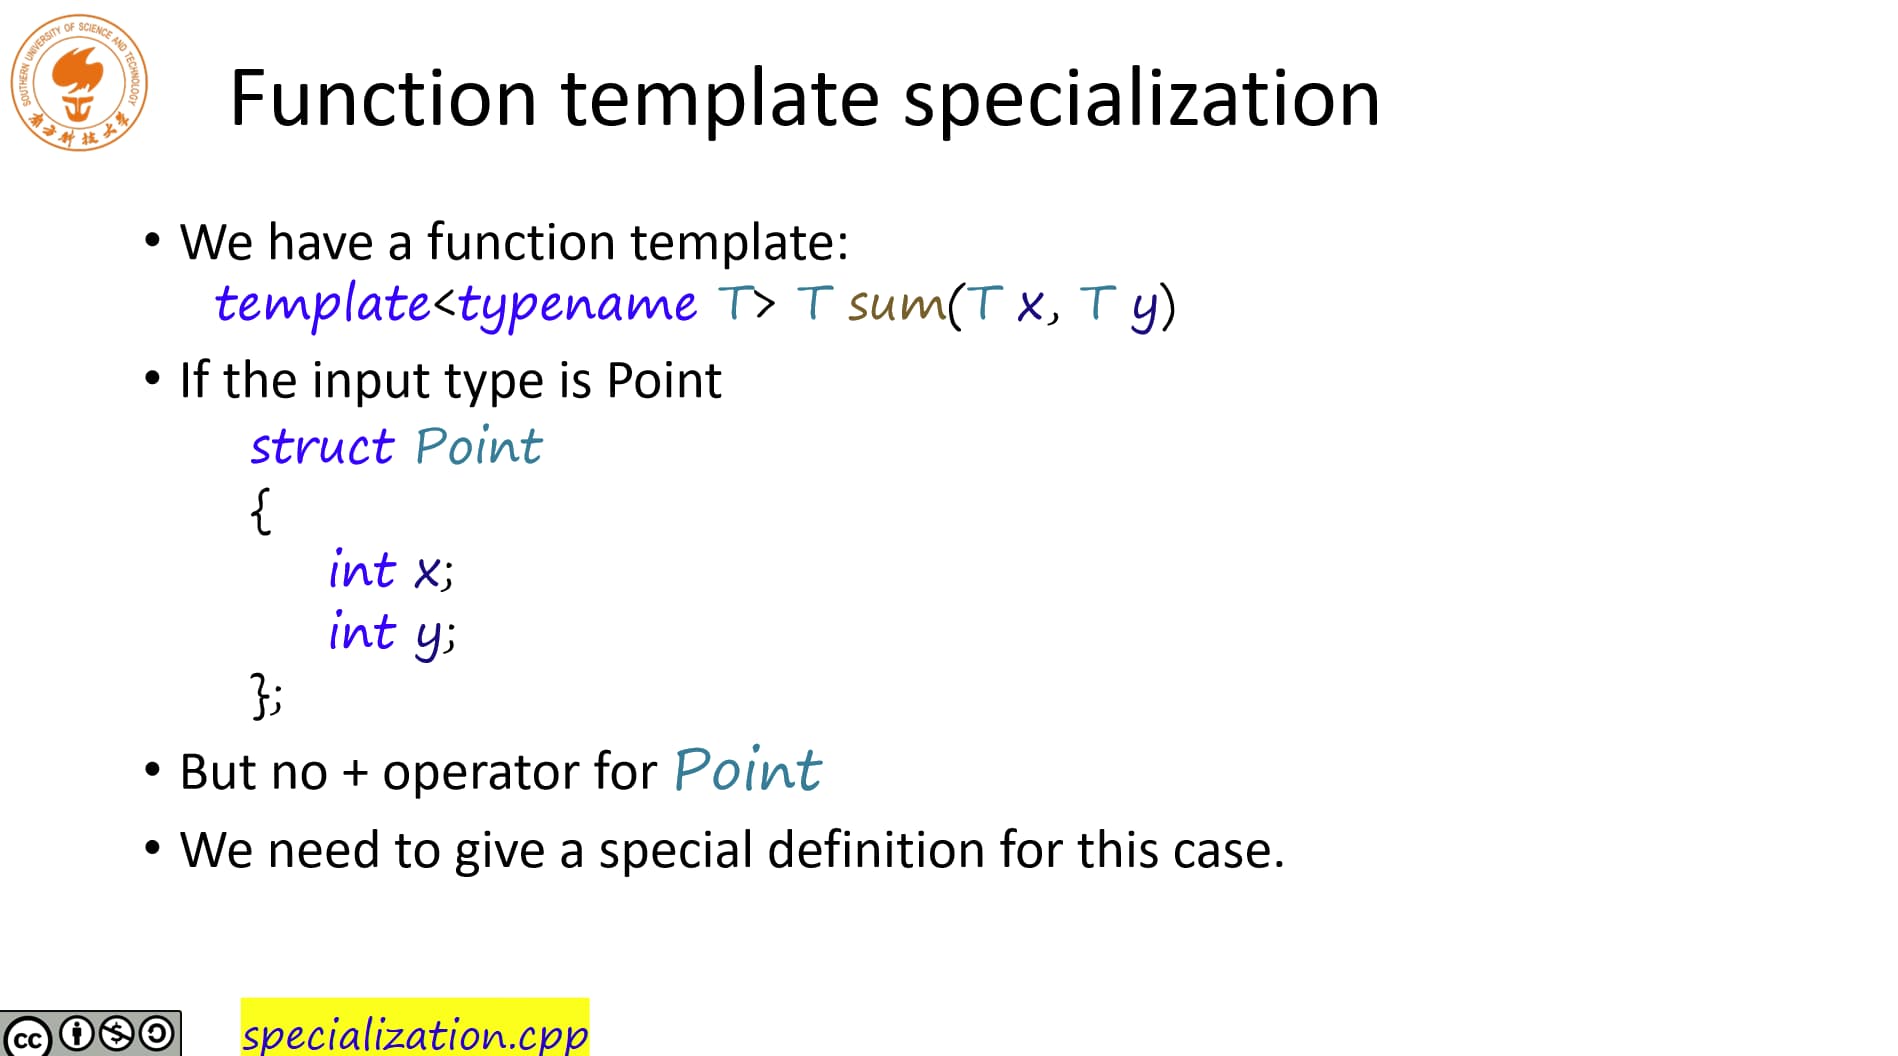 SOUTHERN UNIVERSITY OF SCIENCE AND TECHNOLOGY
南方科技大学
Function template specialization
• We have a function template:
template<typename T> T sum(T x, T y)
• If the input type is Point
struct Point
{
int x;
int y;
};
• But no + operator for Point
• We need to give a special definition for this case.
cc
specialization.cpp